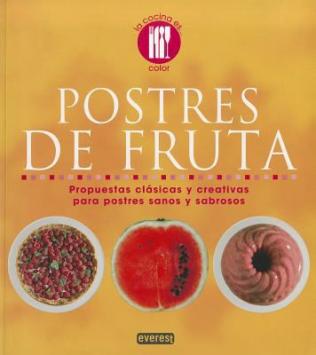 la cocina es...
color
POSTRES
DE FRUTA
Propuestas clásicas y creativas
para postres sanos y sabrosos
everest